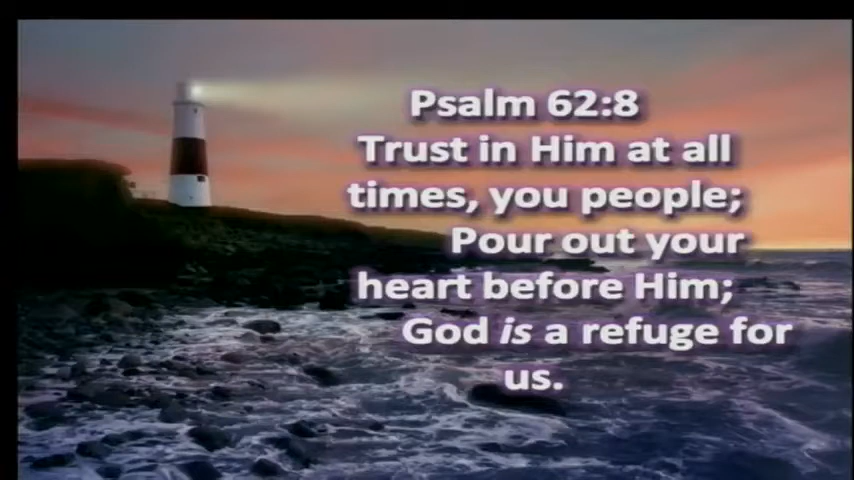 Psalm 62:8
Trust in Him at all
times, you people;
Pour out your
heart before Him;
God is a refuge for
us.